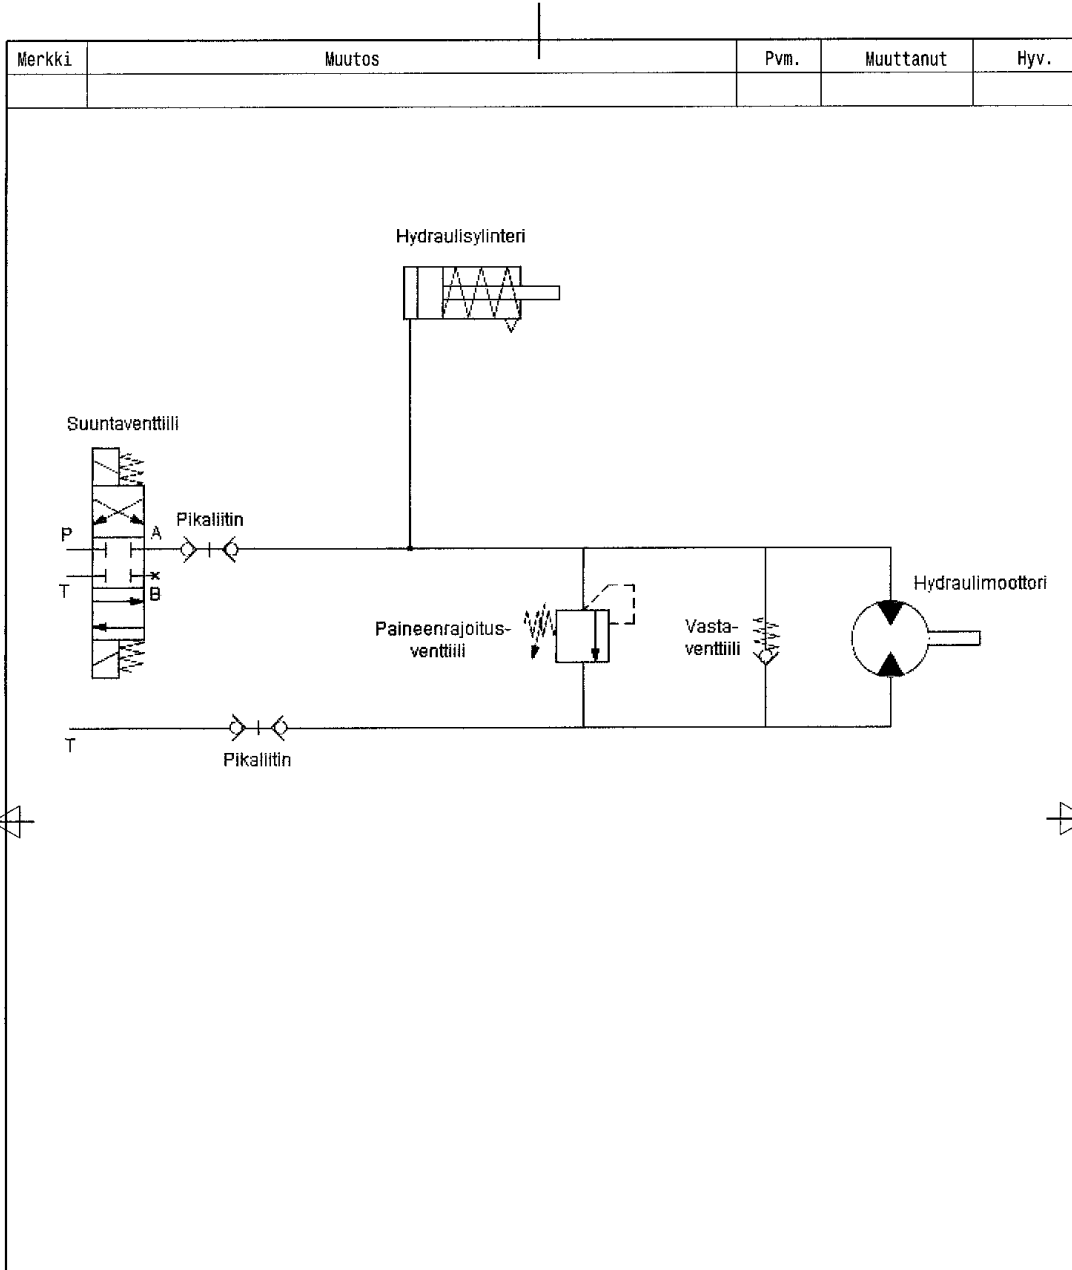 Merkki Muutos Pvm. Muuttanut Hyv.
Hydraulisylinteri
Suuntaventtiili
Pikaliitin
P A
T B
Hydraulimoottori
Paineenrajoitus-
venttiili
Vasta-
venttiili
T
Pikaliitin